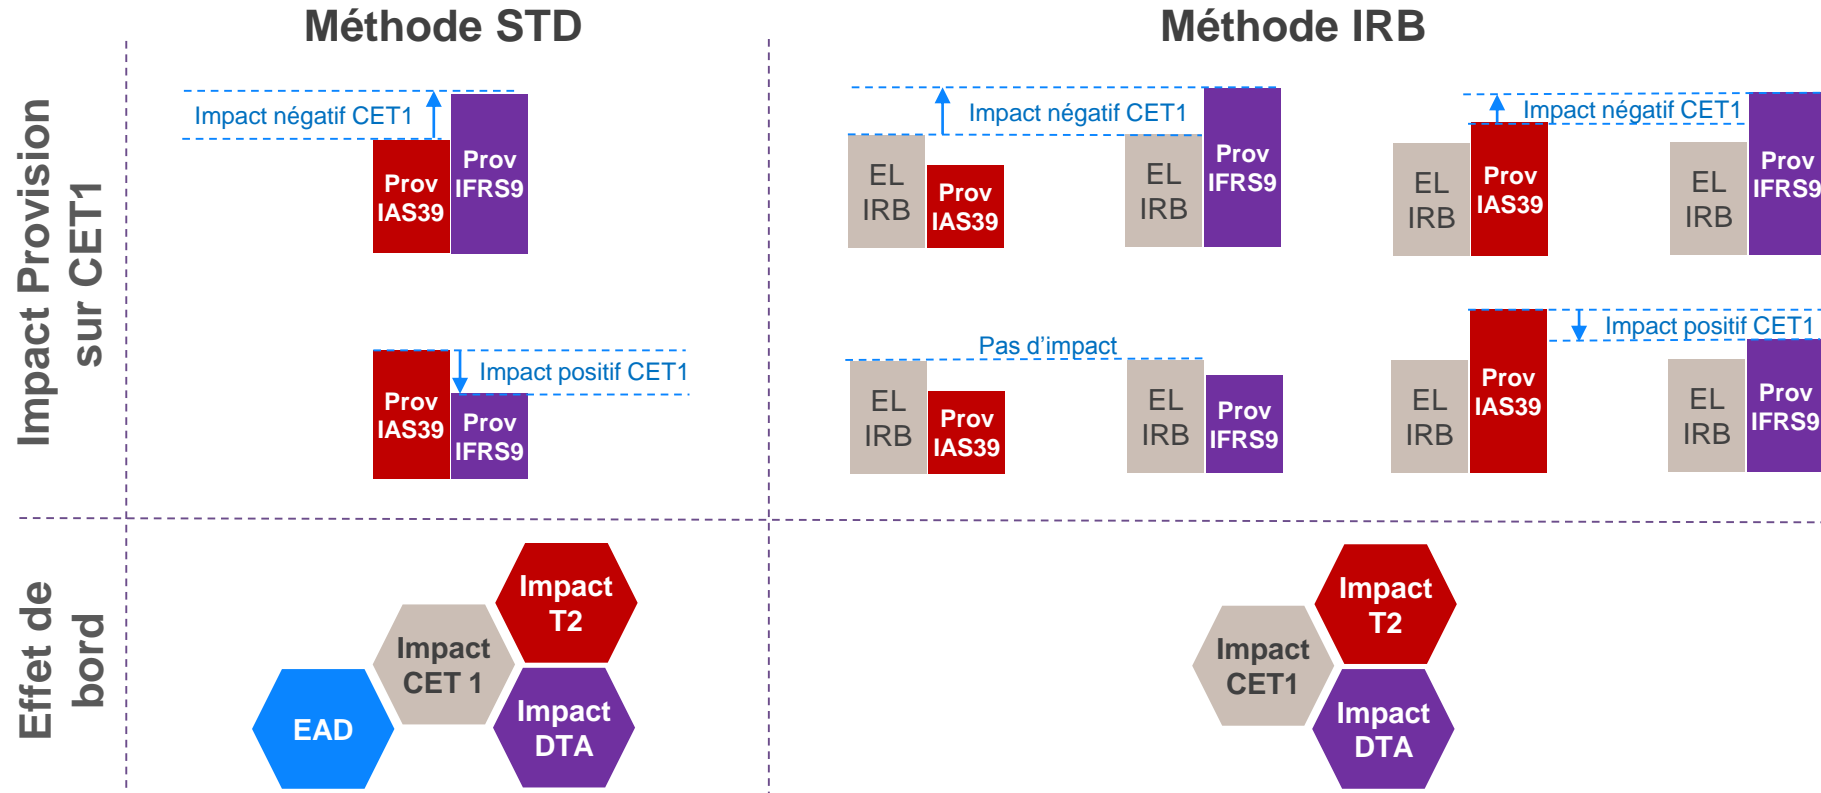 Méthode STD
Méthode IRB
Impact Provision
sur CET1
Impact négatif CET1
Prov
IAS39
Prov
IFRS9
Impact positif CET1
Prov
IAS39
Prov
IFRS9
Impact négatif CET1
EL
IRB
Prov
IAS39
EL
IRB
Prov
IFRS9
Impact négatif CET1
EL
IRB
Prov
IAS39
EL
IRB
Prov
IFRS9
Pas d’impact
EL
IRB
Prov
IAS39
EL
IRB
Prov
IFRS9
Impact positif CET1
EL
IRB
Prov
IAS39
EL
IRB
Prov
IFRS9
Effet de
bord
EAD
Impact
CET 1
Impact
T2
Impact
DTA
Impact
CET1
Impact
T2
Impact
DTA